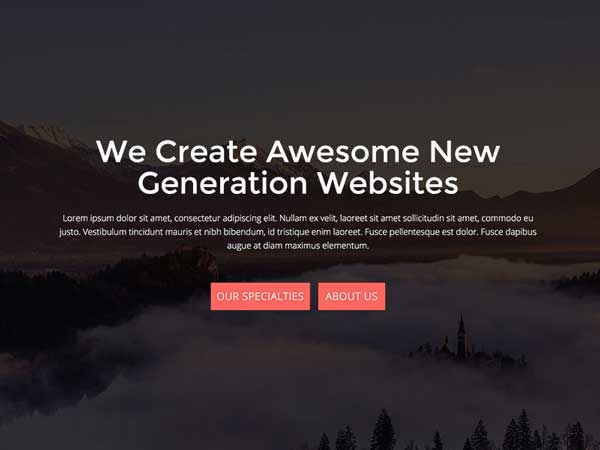 We Create Awesome New
Generation Websites
Lorem ipsum dolor sit amet, consectetur adipiscing elit. Nullam ex velit, laoreet sit amet sollicitudin sit amet, commodo eu
justo. Vestibulum tincidunt mauris et nibh bibendum, id tristique enim laoreet. Fusce pellentesque est dolor. Fusce dapibus
augue at diam maximus elementum.
OUR SPECIALTIES
ABOUT US